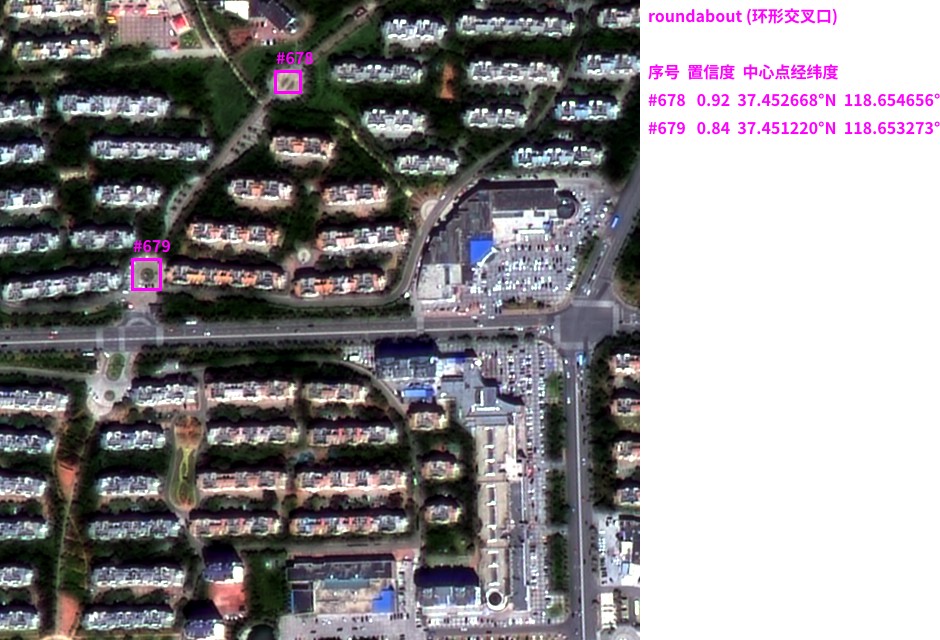 roundabout (环形交叉口)
序号 置信度 中心点经纬度
#678 0.92 37.452668°N 118.654656°
#679 0.84 37.451220°N 118.653273°
#678
#679